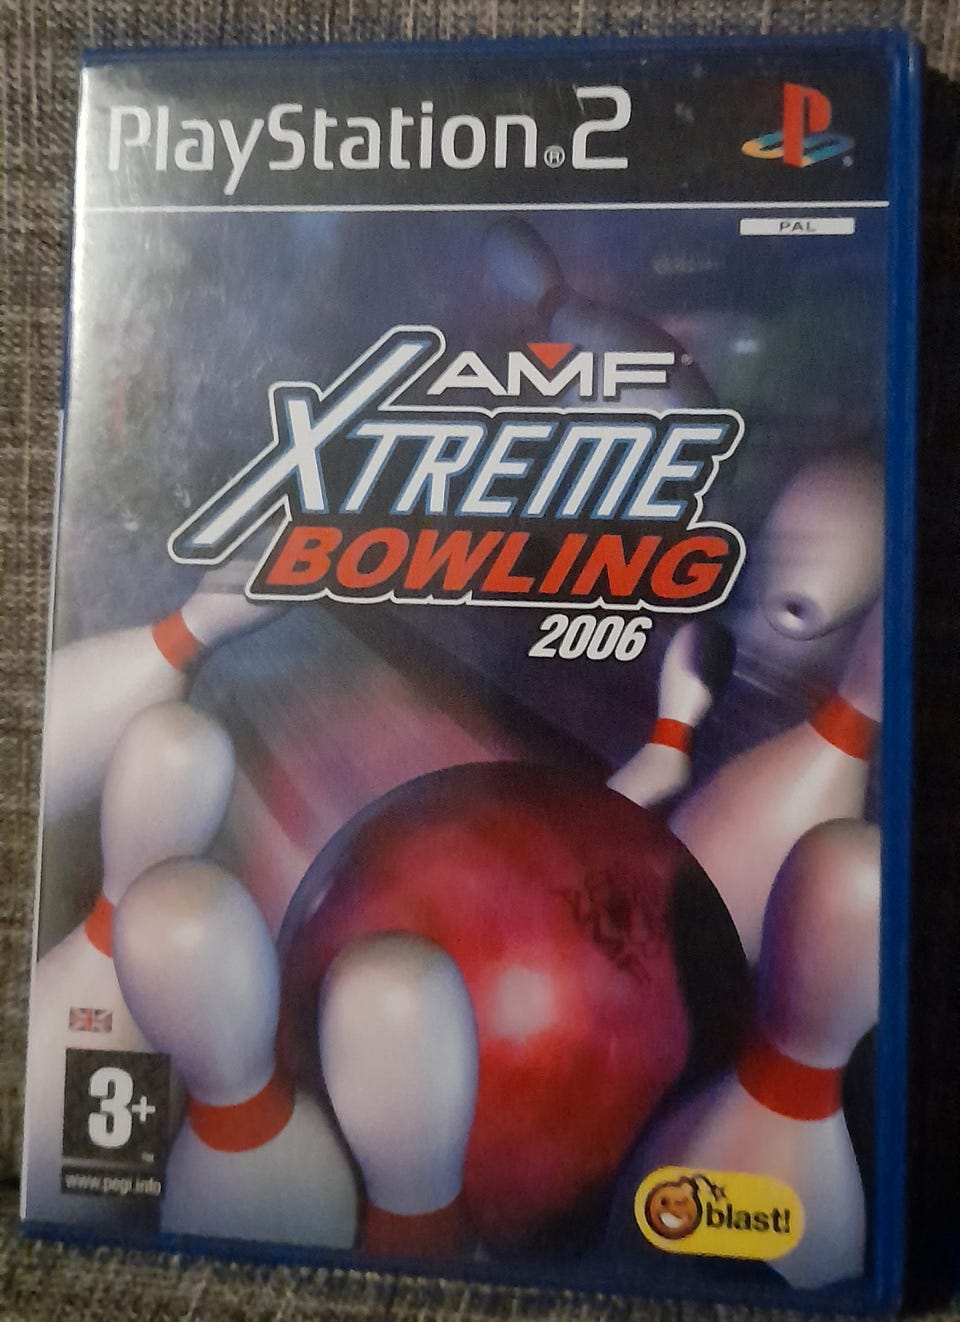 PlayStation®2
PAL
AMF®
XTREME
BOWLING
2006
3+
www.pegi.info
blast!